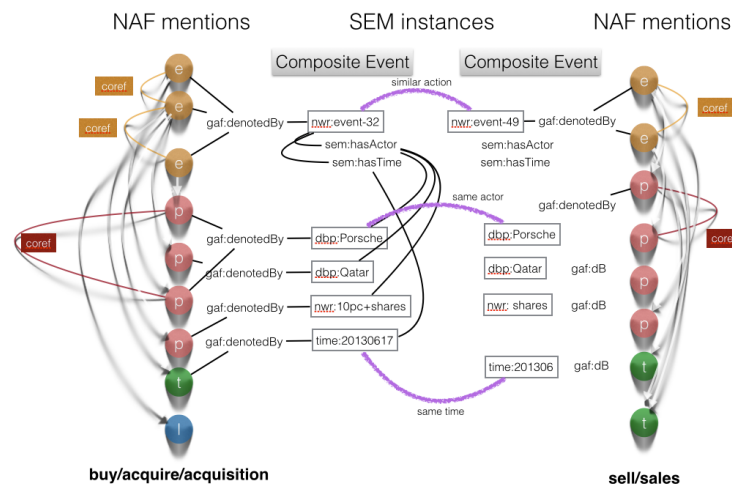 NAF mentions
SEM instances
NAF mentions
Composite Event
Composite Event
e
coref
e
coref
e
gaf:denotedBy
nwr:event-32
similar action
nwr:event-49
gaf:denotedBy
sem:hasActor
sem:hasTime
sem:hasActor
sem:hasTime
e
coref
e
p
coref
p
p
p
gaf:denotedBy
dbp:Porsche
gaf:denotedBy
dbp:Qatar
gaf:denotedBy
nwr:10pc+shares
gaf:denotedBy
time:20130617
same actor
gaf:denotedBy
dbp:Porsche
dbp:Qatar
gaf:dB
nwr: shares
gaf:dB
time:201306
gaf:dB
same time
p
p
coref
p
p
t
t
t
l
buy/acquire/acquisition
sell/sales